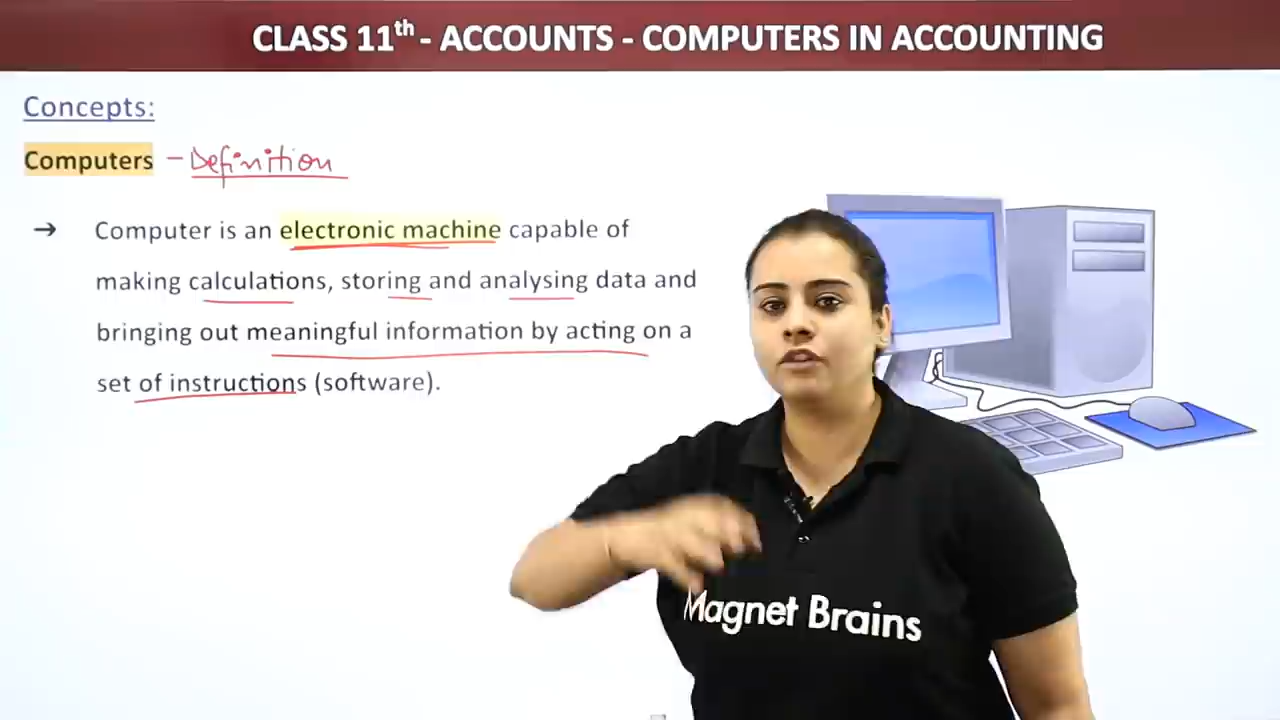 CLASS 11th - ACCOUNTS - COMPUTERS IN ACCOUNTING
Concepts:
Computers - Definition
➔ Computer is an electronic machine capable of
making calculations, storing and analysing data and
bringing out meaningful information by acting on a
set of instructions (software).
Magnet Brains